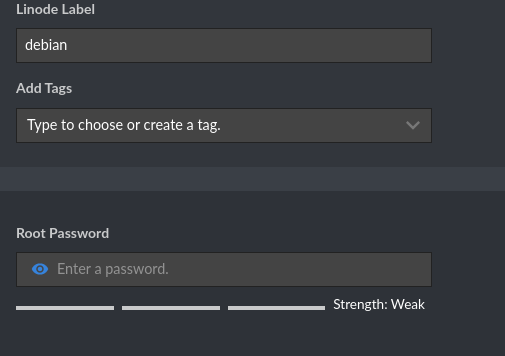 Linode Label
debian
Add Tags
Type to choose or create a tag.
Root Password
Enter a password.
Strength: Weak